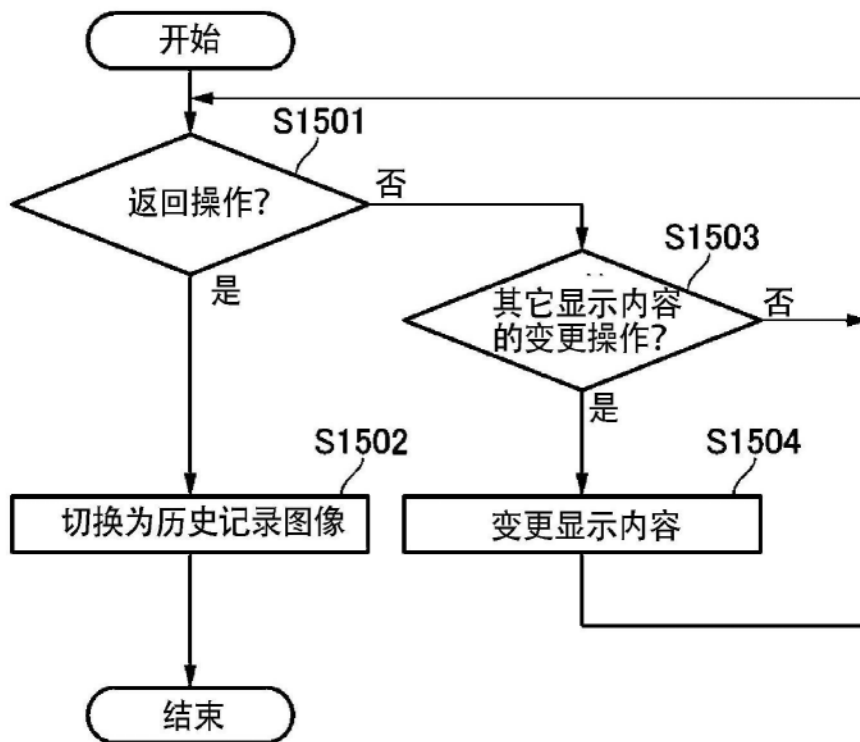 开始
S1501
返回操作?
否
是
S1503
其它显示内容
的变更操作?
否
是
S1502
切换为历史记录图像
S1504
变更显示内容
结束